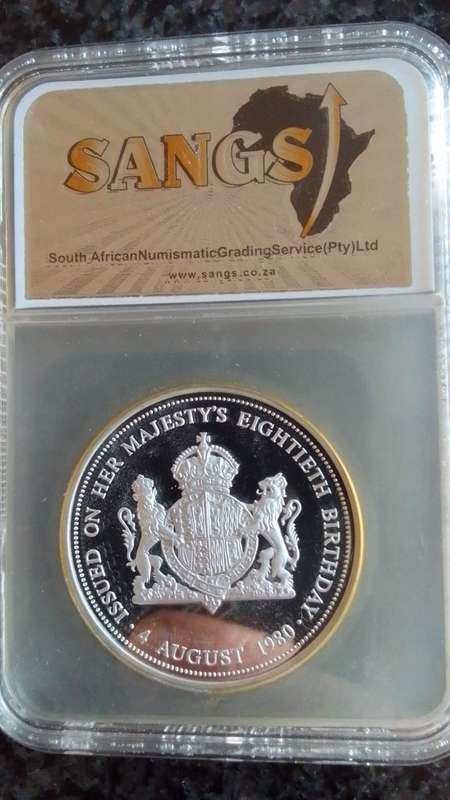 SANGS
South AfricanNumismaticGradingService(Pty)Ltd
www.sangs.co.za
· ISSUED ON HER MAJESTY'S EIGHTIETH BIRTHDAY ·
4 AUGUST 1980